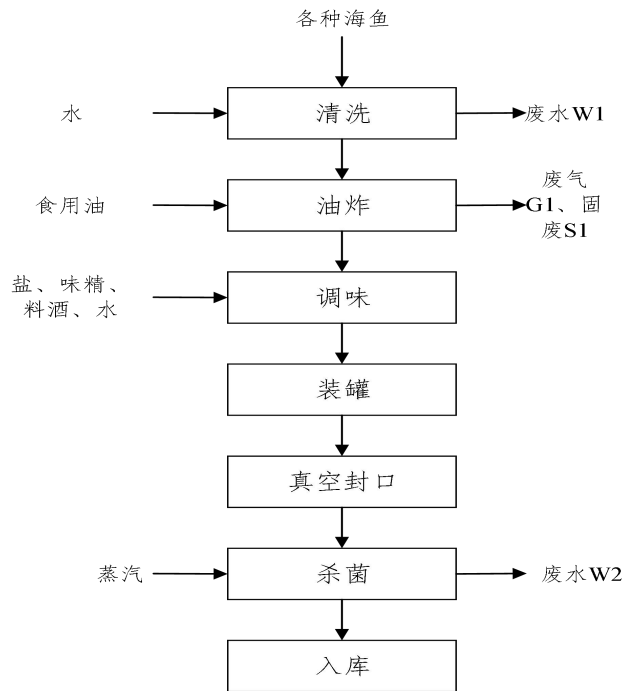 各种海鱼
水
清洗
废水W1
食用油
油炸
废气
G1、固
废S1
盐、味精、
料酒、水
调味
装罐
真空封口
蒸汽
杀菌
废水W2
入库